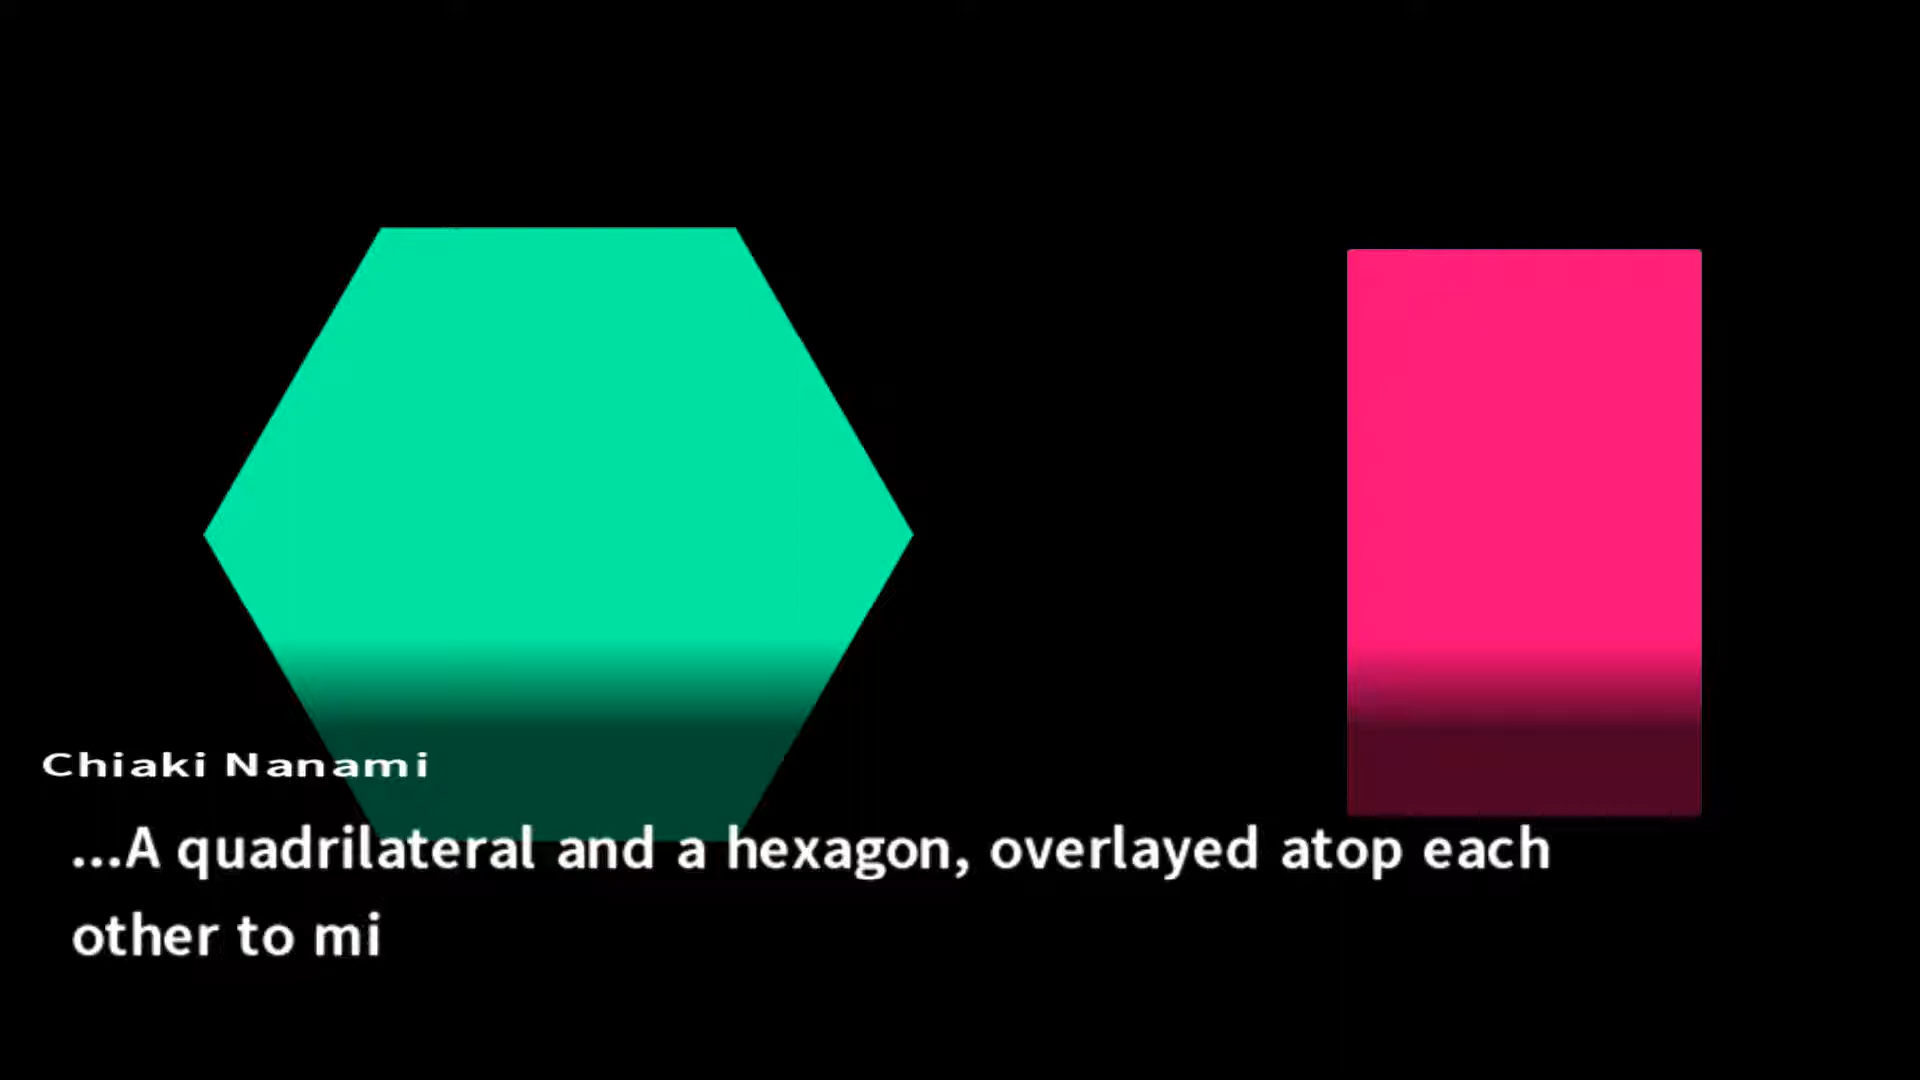 Chiaki Nanami
...A quadrilateral and a hexagon, overlayed atop each
other to mi